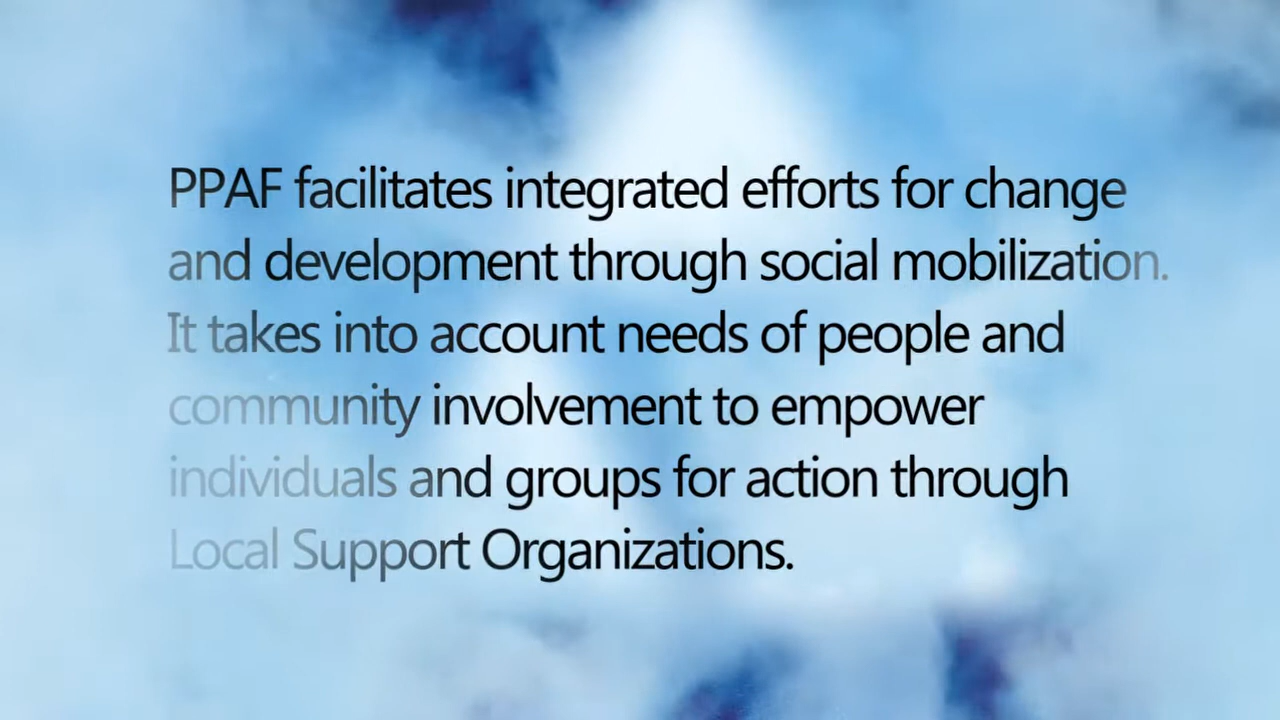 PPAF facilitates integrated efforts for change
and development through social mobilization.
It takes into account needs of people and
community involvement to empower
individuals and groups for action through
Local Support Organizations.